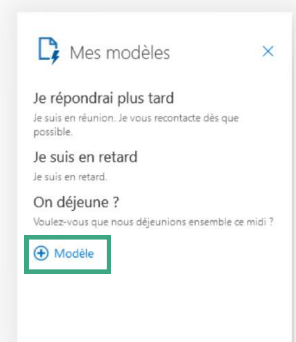 Mes modèles
Je répondrai plus tard
Je suis en réunion. Je vous recontacte dès que
possible.
Je suis en retard
Je suis en retard.
On déjeune ?
Voulez-vous que nous déjeunions ensemble ce midi ?
Modèle